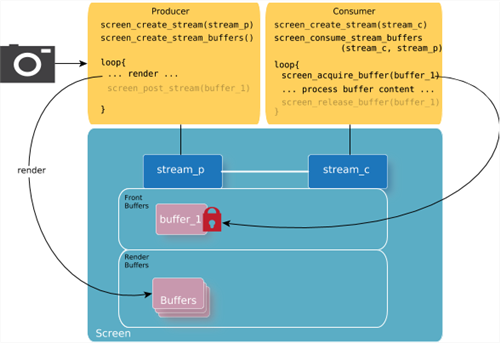 Producer
screen_create_stream(stream_p)
screen_create_stream_buffers()
loop{
... render ...
screen_post_stream(buffer_1)
}
Consumer
screen_create_stream(stream_c)
screen_consume_stream_buffers
(stream_c, stream_p)
loop{
screen_acquire_buffer(buffer_1)
... process buffer content ...
screen_release_buffer(buffer_1)
}
render
stream_p
stream_c
Front
Buffers
buffer_1
Render
Buffers
Buffers
Screen